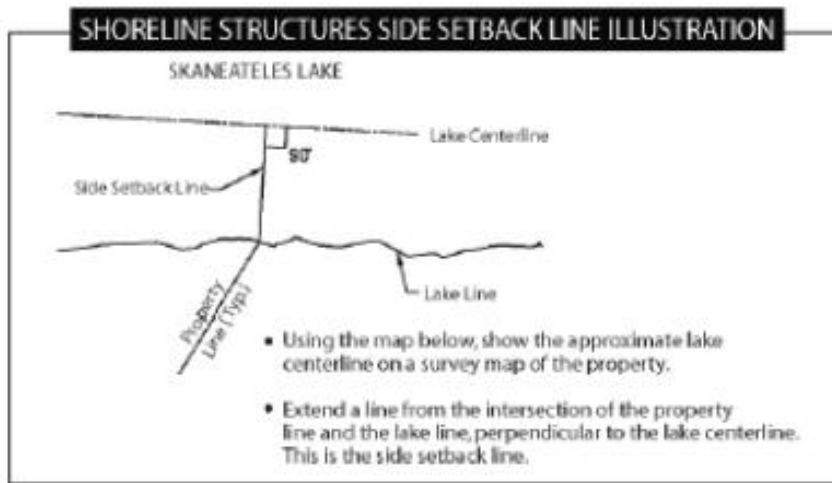 SHORELINE STRUCTURES SIDE SETBACK LINE ILLUSTRATION
SKANEATELES LAKE
Lake Centerline
90°
Side Setback Line
Lake Line
Property
Line (Typ.)
• Using the map below, show the approximate lake
centerline on a survey map of the property.
• Extend a line from the intersection of the property
line and the lake line, perpendicular to the lake centerline.
This is the side setback line.